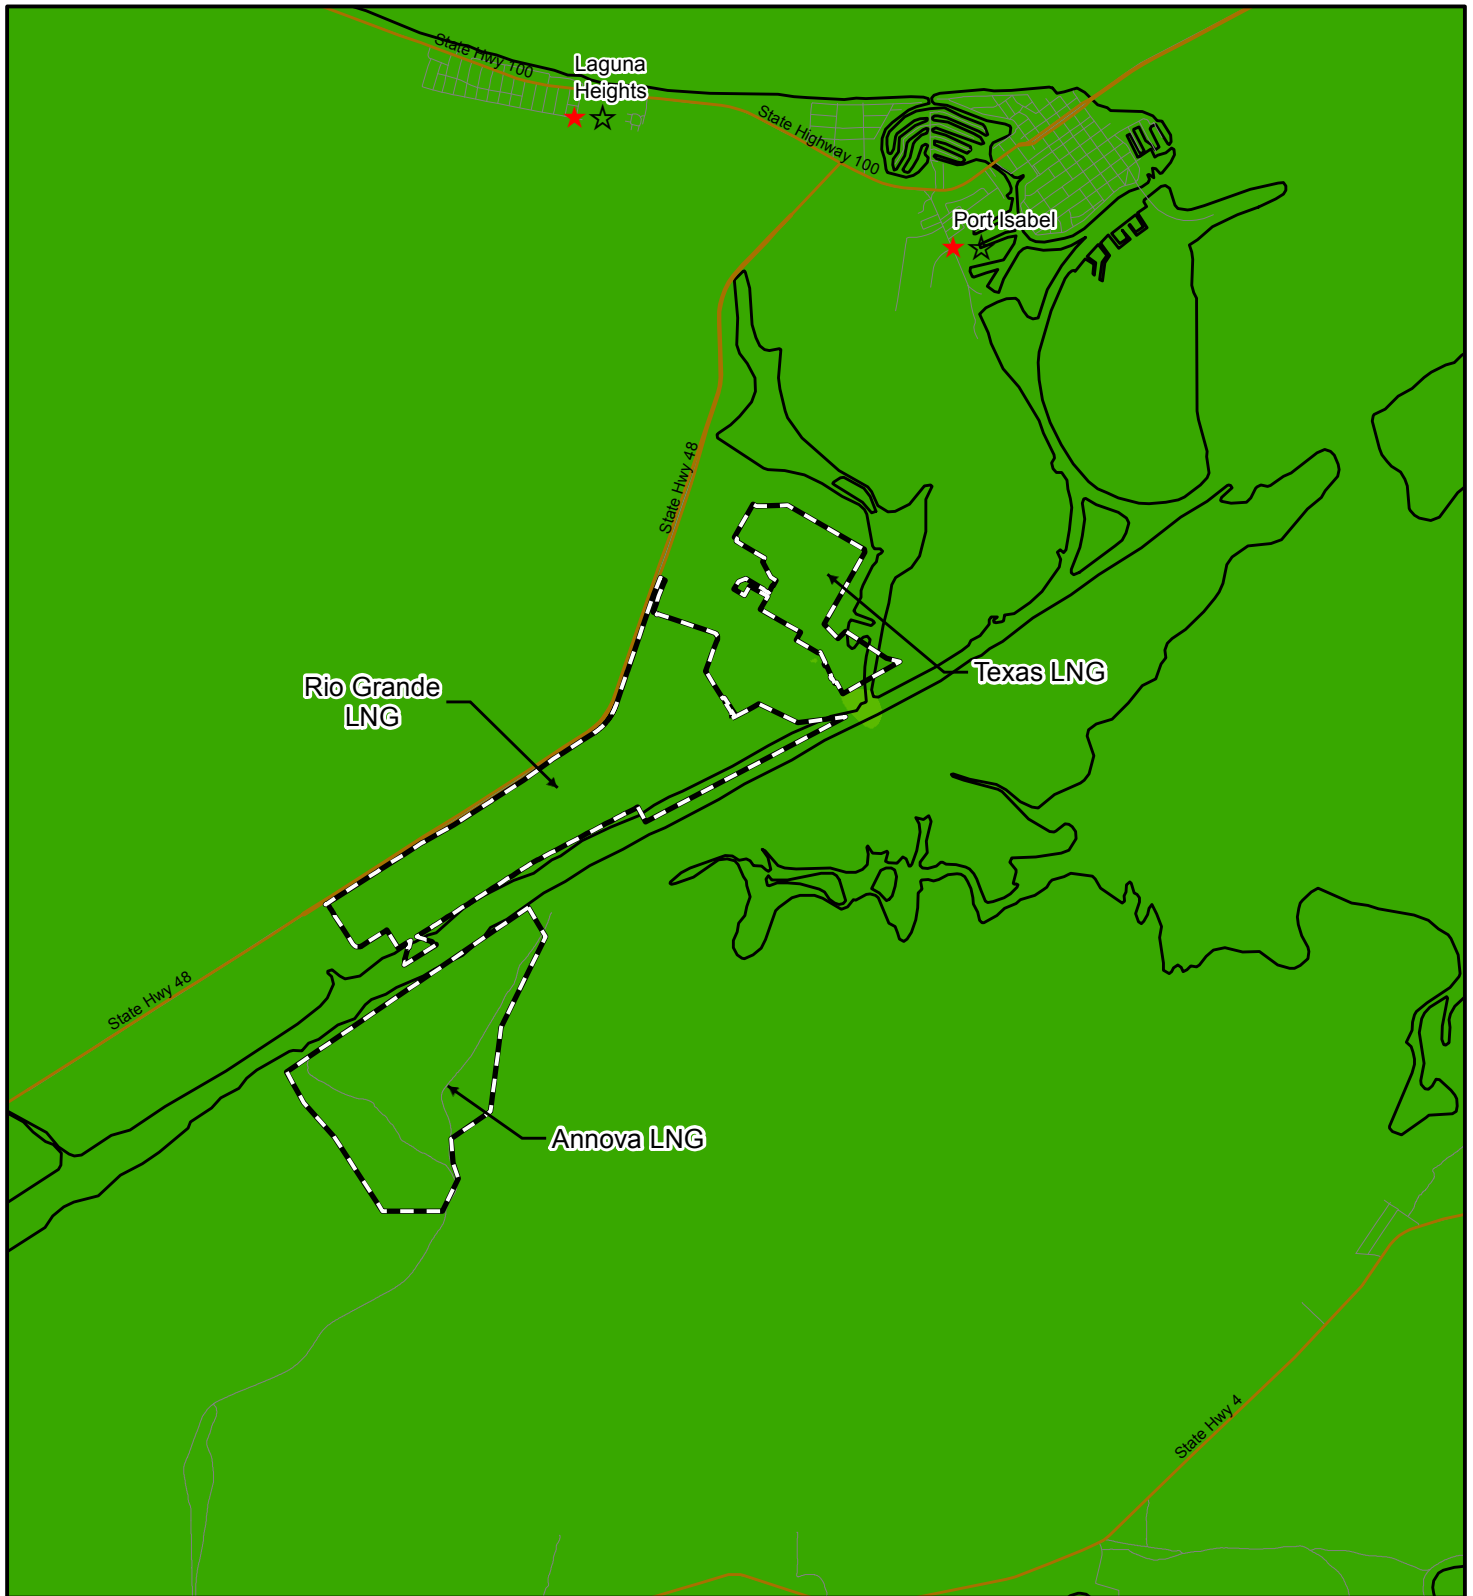 State Hwy 100
Laguna
Heights
State Highway 100
Port Isabel
State Hwy 48
Texas LNG
Rio Grande
LNG
State Hwy 48
Annova LNG
State Hwy 4